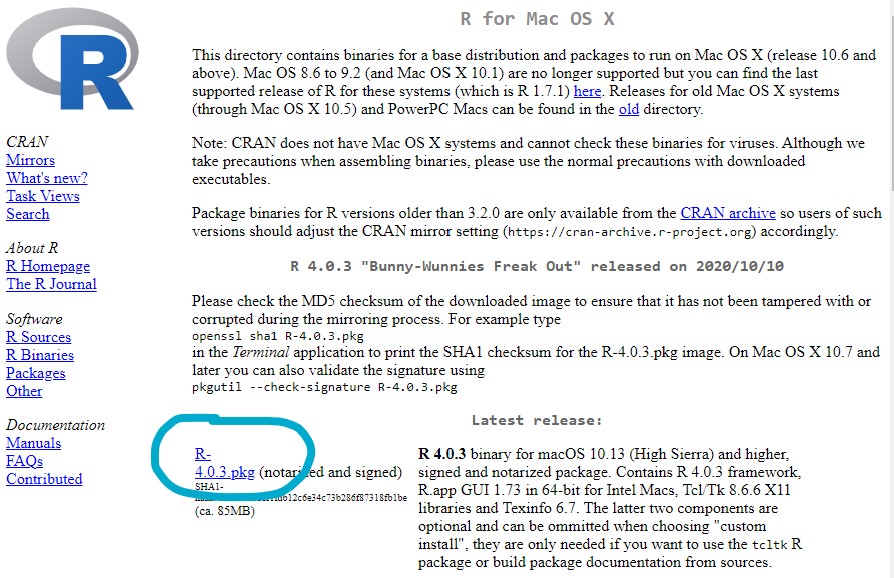 R
R for Mac OS X
This directory contains binaries for a base distribution and packages to run on Mac OS X (release 10.6 and
above). Mac OS 8.6 to 9.2 (and Mac OS X 10.1) are no longer supported but you can find the last
supported release of R for these systems (which is R 1.7.1) here. Releases for old Mac OS X systems
(through Mac OS X 10.5) and PowerPC Macs can be found in the old directory.
Note: CRAN does not have Mac OS X systems and cannot check these binaries for viruses. Although we
take precautions when assembling binaries, please use the normal precautions with downloaded
executables.
Package binaries for R versions older than 3.2.0 are only available from the CRAN archive so users of such
versions should adjust the CRAN mirror setting (https://cran-archive.r-project.org) accordingly.
R 4.0.3 "Bunny-Wunnies Freak Out" released on 2020/10/10
Please check the MD5 checksum of the downloaded image to ensure that it has not been tampered with or
corrupted during the mirroring process. For example type
openssl sha1 R-4.0.3.pkg
in the Terminal application to print the SHA1 checksum for the R-4.0.3.pkg image. On Mac OS X 10.7 and
later you can also validate the signature using
pkgutil --check-signature R-4.0.3.pkg
Latest release:
R-
4.0.3.pkg (notarized and signed)
SHA1-
(ca. 85MB)
R 4.0.3 binary for macOS 10.13 (High Sierra) and higher,
signed and notarized package. Contains R 4.0.3 framework,
R.app GUI 1.73 in 64-bit for Intel Macs, Tcl/Tk 8.6.6 X11
libraries and Texinfo 6.7. The latter two components are
optional and can be ommitted when choosing "custom
install", they are only needed if you want to use the tcltk R
package or build package documentation from sources.
CRAN
Mirrors
What's new?
Task Views
Search
About R
R Homepage
The R Journal
Software
R Sources
R Binaries
Packages
Other
Documentation
Manuals
FAQs
Contributed